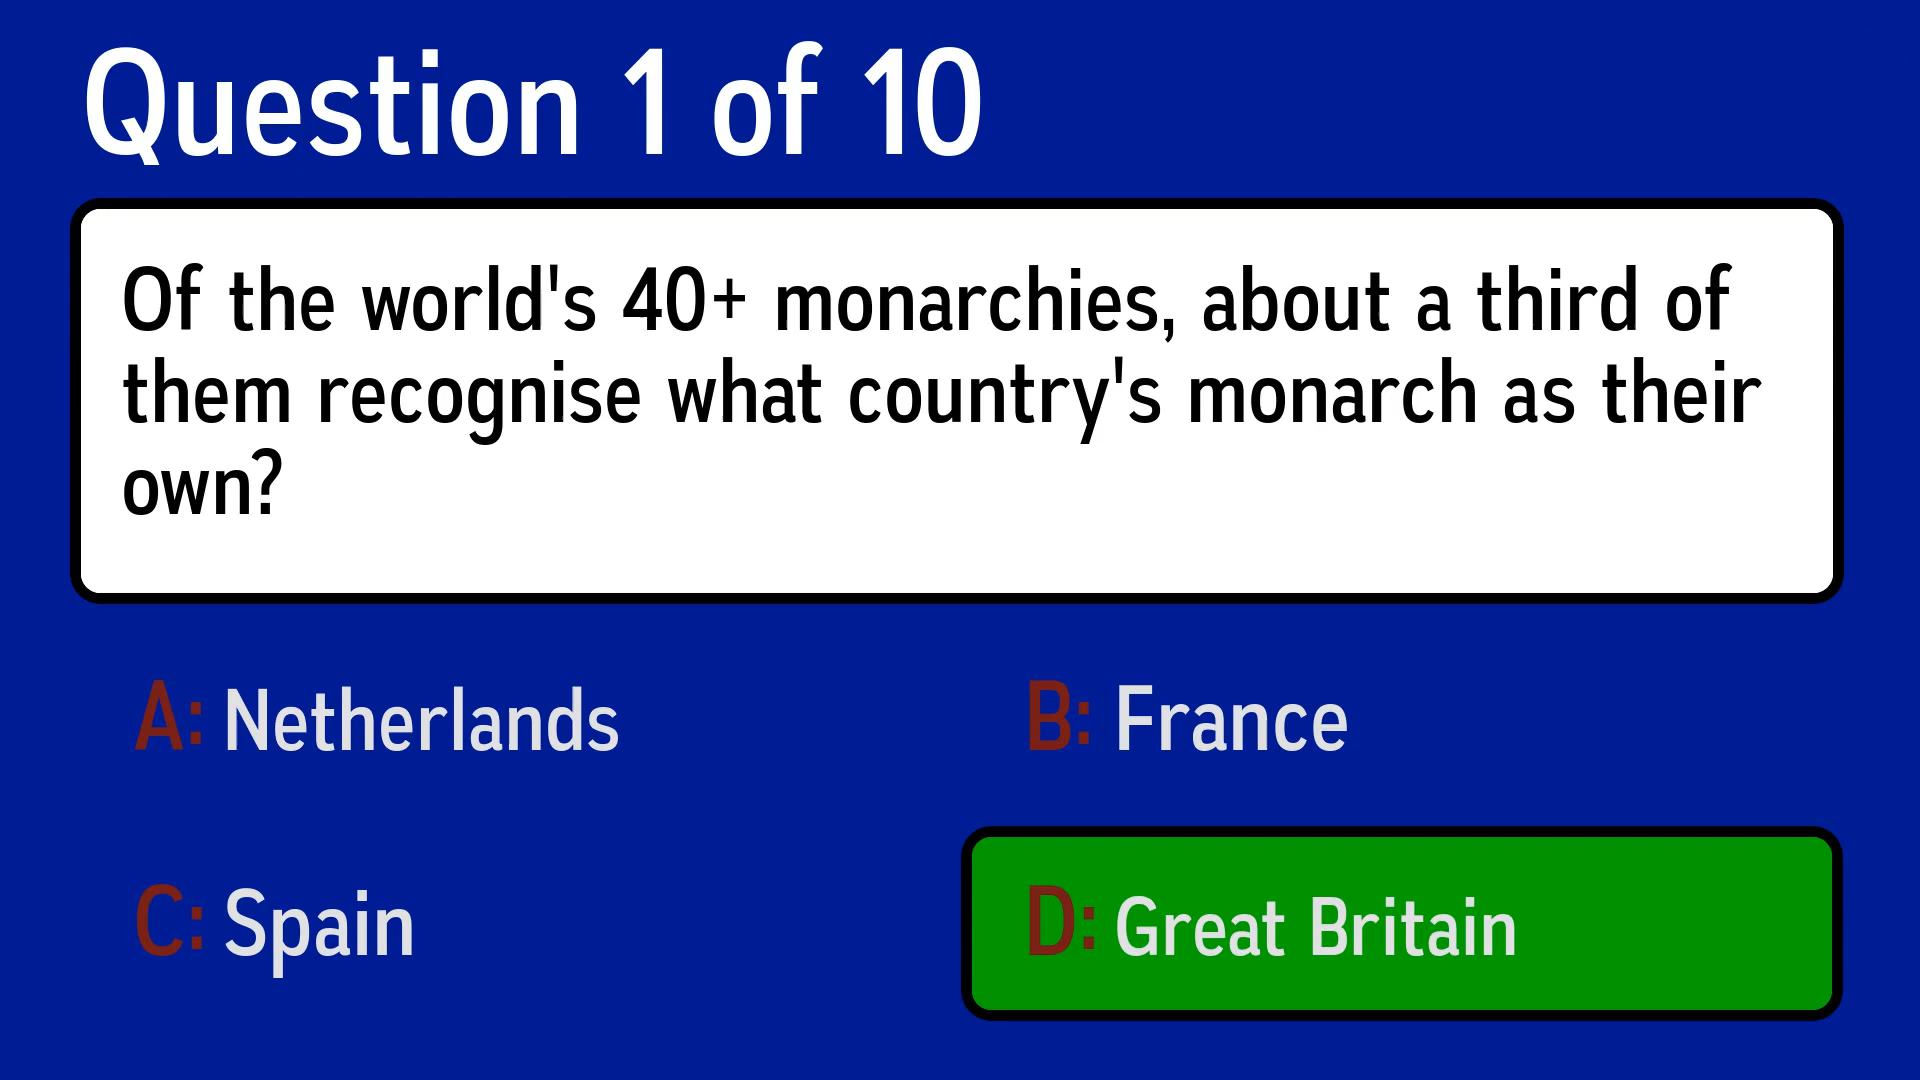 Question 1 of 10
Of the world's 40+ monarchies, about a third of
them recognise what country's monarch as their
own?
A: Netherlands
B: France
C: Spain
D: Great Britain